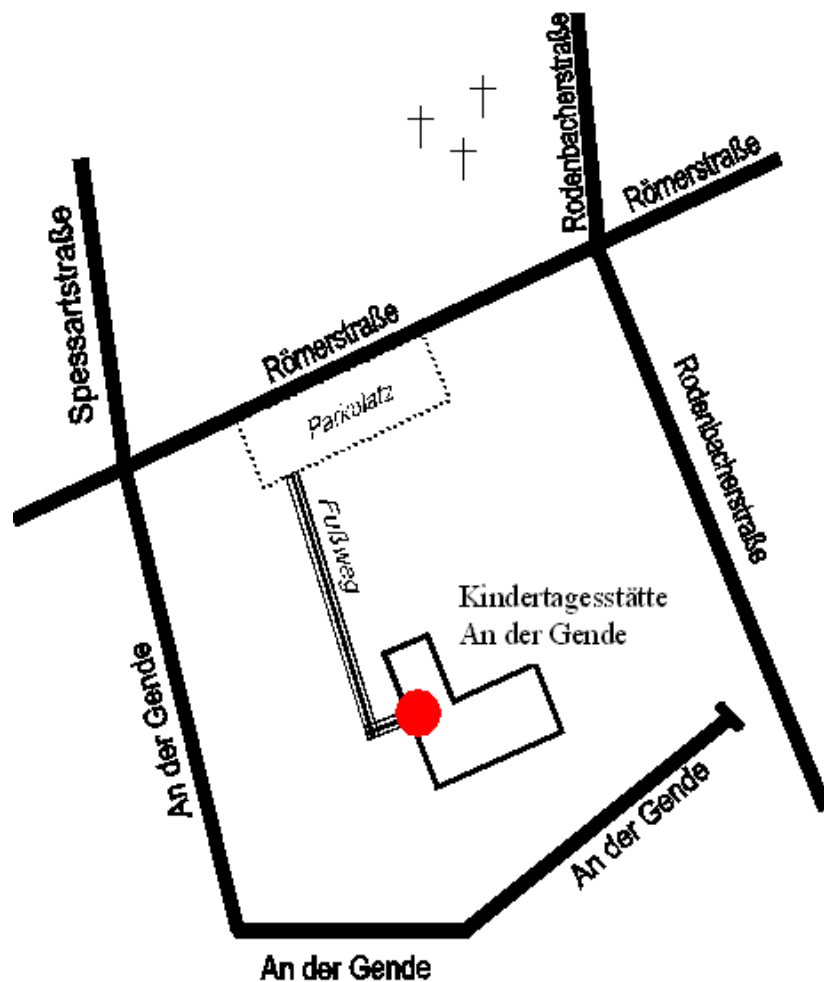 Rodenbacherstraße
Römerstraße
Spessartstraße
Römerstraße
Parkplatz
Rodenbacherstraße
Fußweg
Kindertagesstätte
An der Gende
An der Gende
An der Gende
An der Gende